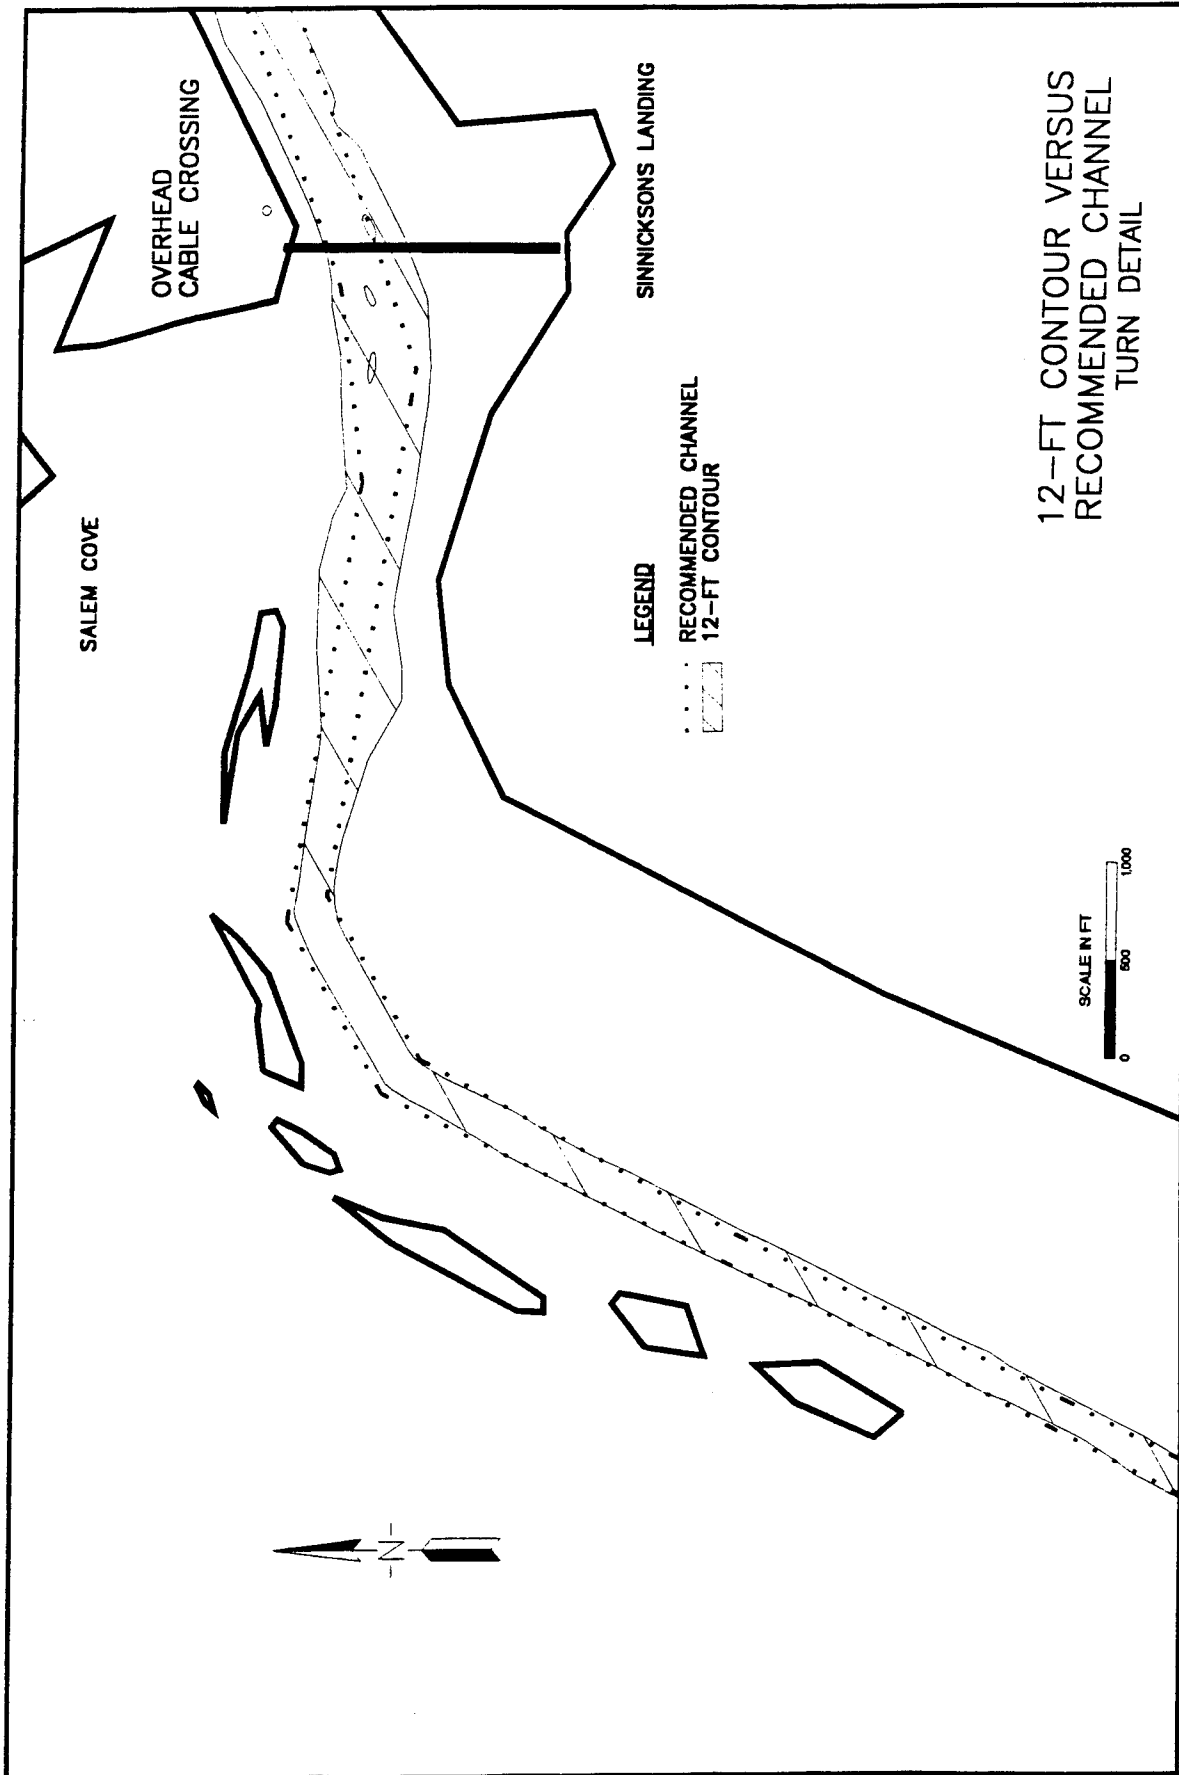 SALEM COVE
OVERHEAD
CABLE CROSSING
SINNICKSONS LANDING
LEGEND
RECOMMENDED CHANNEL
12-FT CONTOUR
N
SCALE IN FT
0 500 1,000
12-FT CONTOUR VERSUS
RECOMMENDED CHANNEL
TURN DETAIL